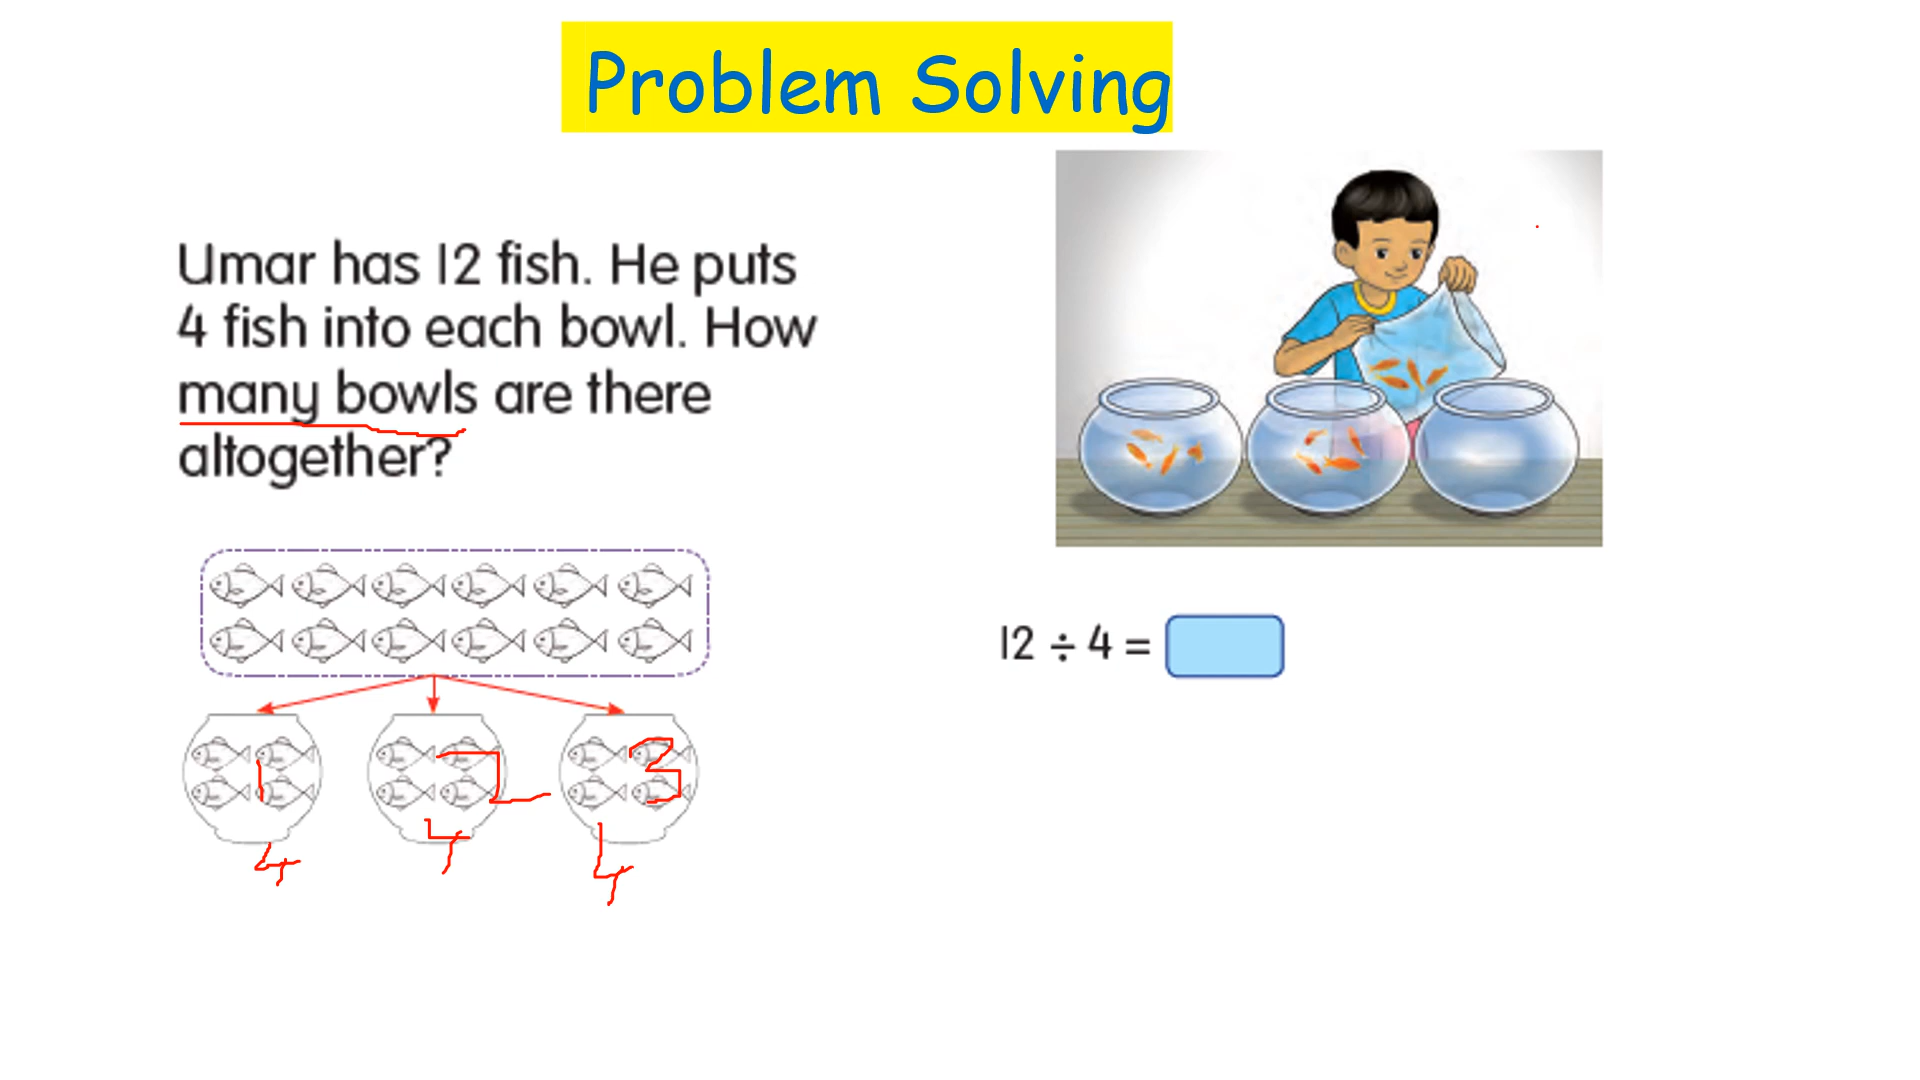 Problem Solving
Umar has 12 fish. He puts
4 fish into each bowl. How
many bowls are there
altogether?
12 ÷ 4 =
1 2 3
4 4 4